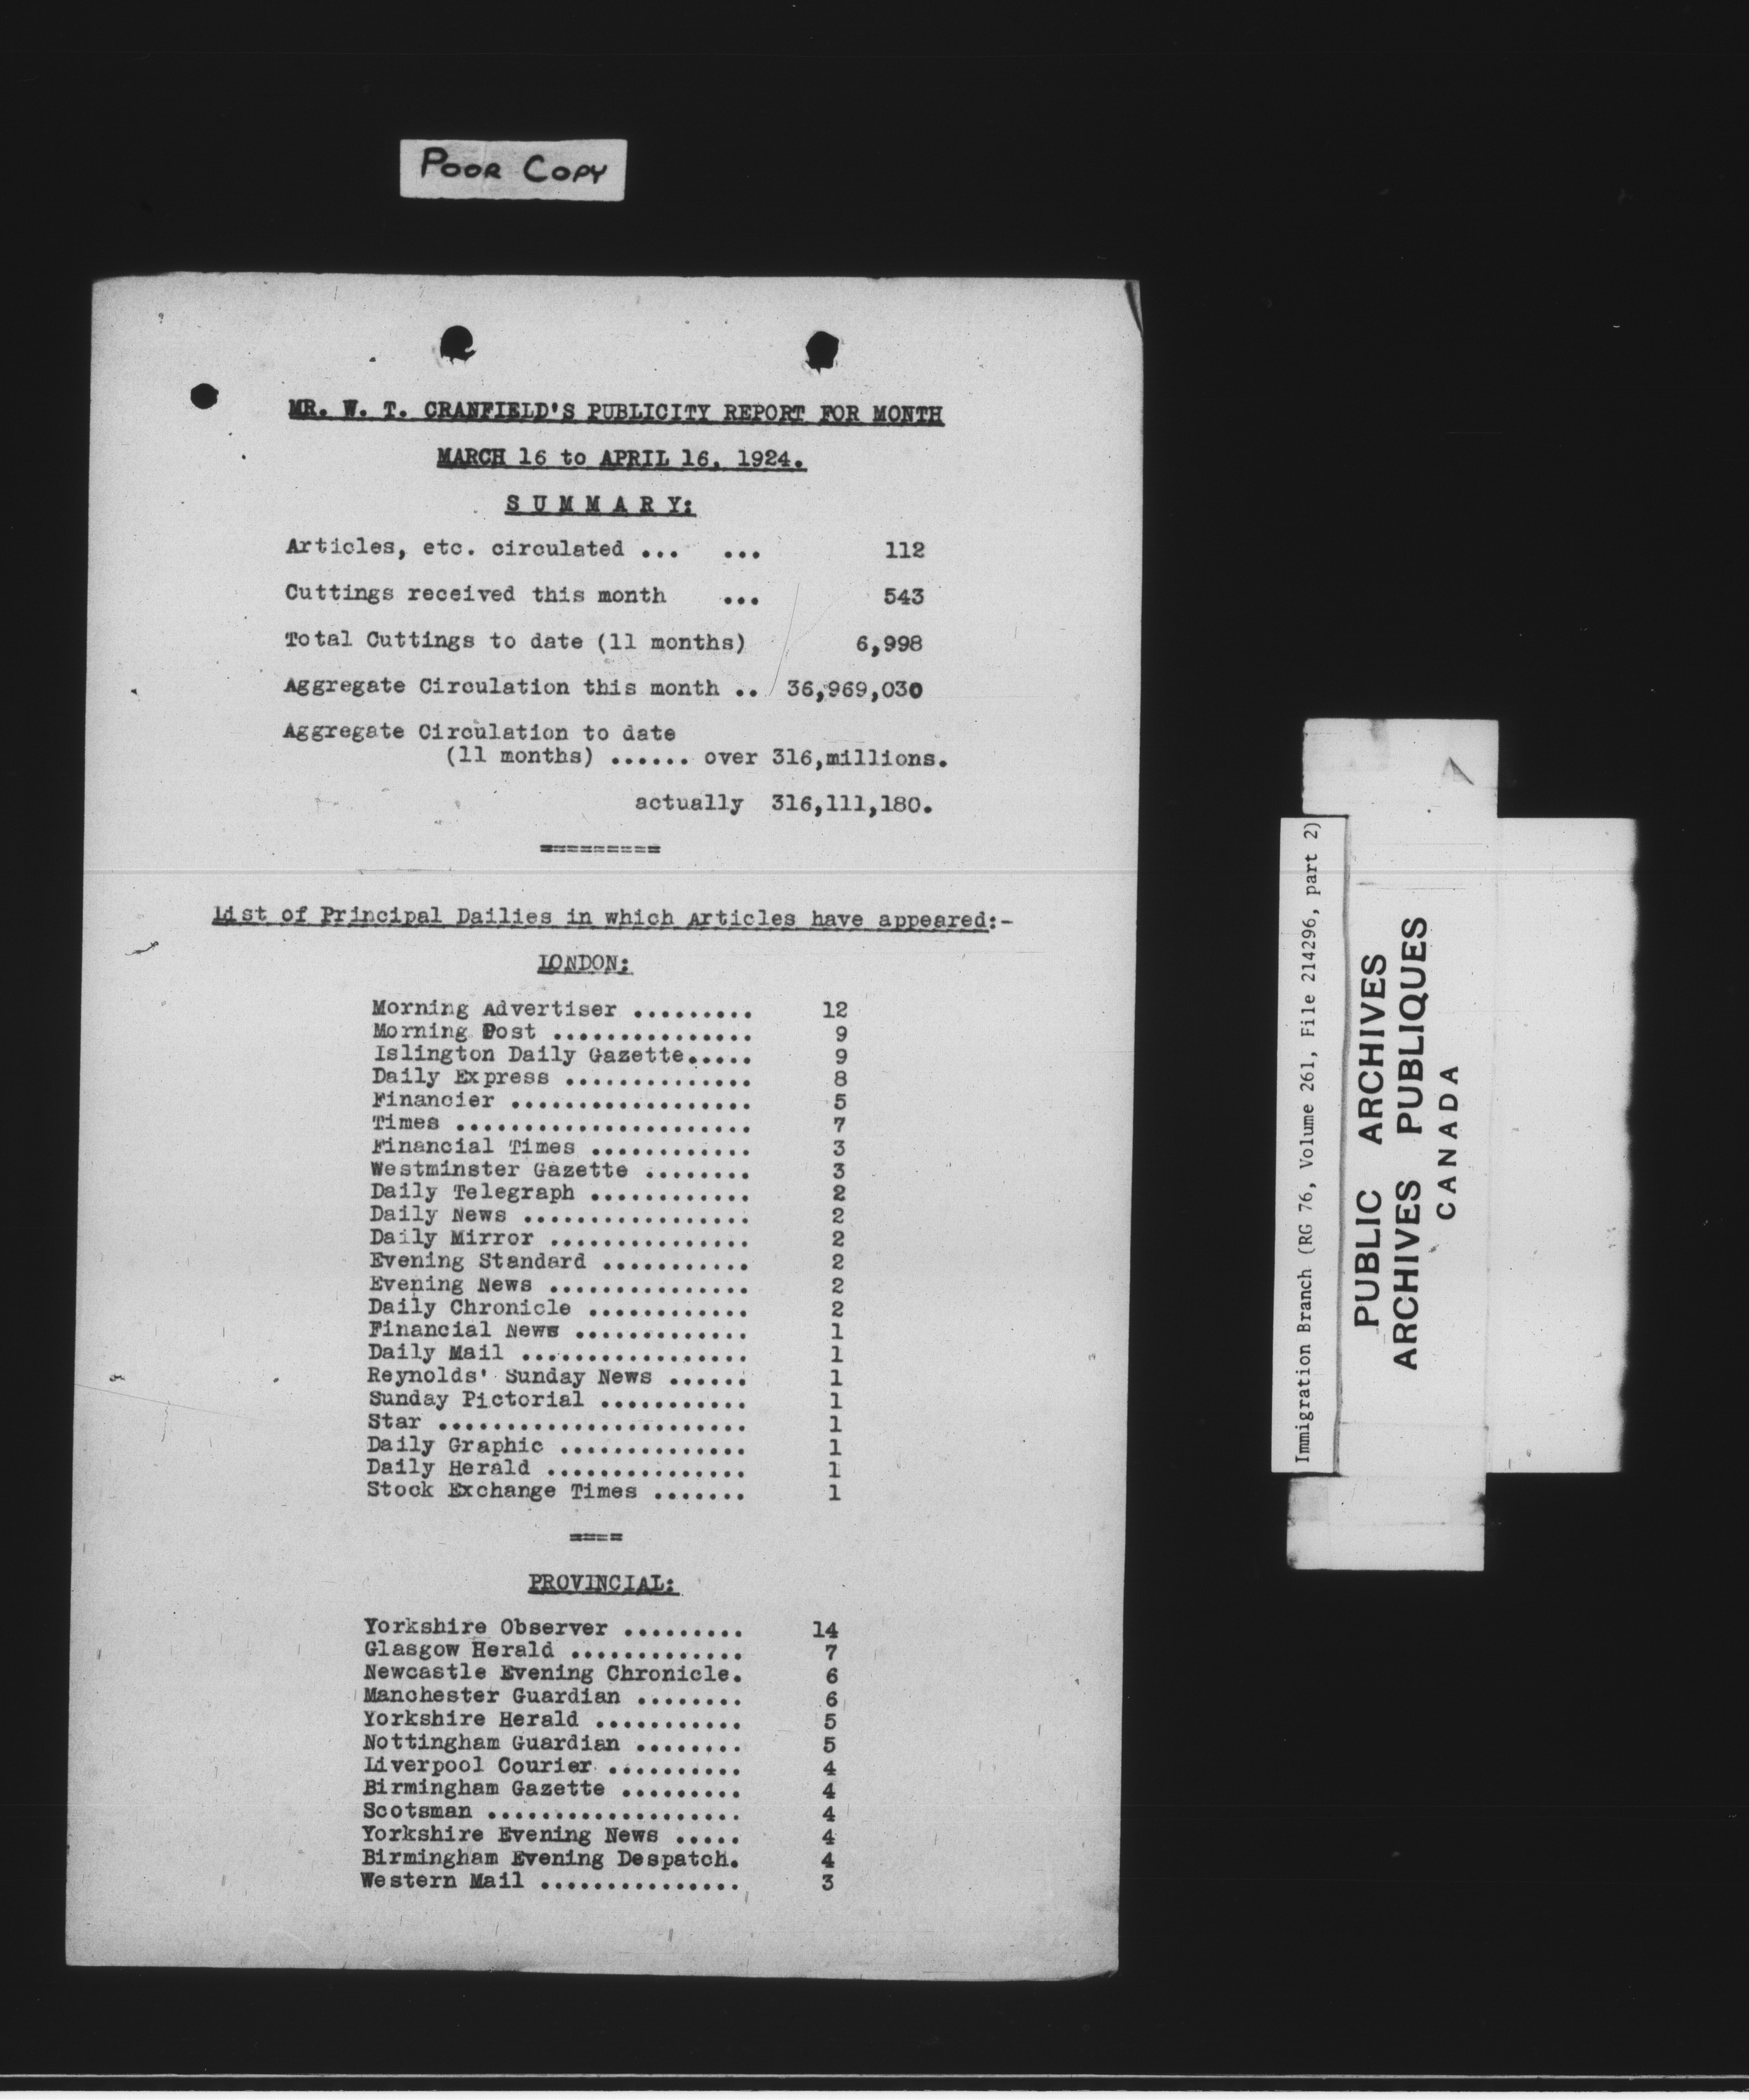 POOR COPY
MR. W. T. CRANFIELD'S PUBLICITY REPORT FOR MONTH
MARCH 16 to APRIL 16, 1924.
S U M M A R Y:
Articles, etc. circulated ... ... 112
Cuttings received this month ... 543
Total Cuttings to date (11 months) 6,998
Aggregate Circulation this month .. 36,969,030
Aggregate Circulation to date
(11 months) ...... over 316,millions.
actually 316,111,180.
=========
List of Principal Dailies in which Articles have appeared:-
LONDON:
Morning Advertiser ......... 12
Morning Post ............... 9
Islington Daily Gazette..... 9
Daily Express .............. 8
Financier .................. 5
Times ...................... 7
Financial Times ............ 3
Westminster Gazette ........ 3
Daily Telegraph ............ 2
Daily News ................. 2
Daily Mirror ............... 2
Evening Standard ........... 2
Evening News ............... 2
Daily Chronicle ............ 2
Financial News ............. 1
Daily Mail ................. 1
Reynolds' Sunday News ...... 1
Sunday Pictorial ........... 1
Star ....................... 1
Daily Graphic .............. 1
Daily Herald ............... 1
Stock Exchange Times ....... 1
====
PROVINCIAL:
Yorkshire Observer ......... 14
Glasgow Herald ............. 7
Newcastle Evening Chronicle. 6
Manchester Guardian ........ 6
Yorkshire Herald ........... 5
Nottingham Guardian ........ 5
Liverpool Courier .......... 4
Birmingham Gazette ......... 4
Scotsman ................... 4
Yorkshire Evening News ..... 4
Birmingham Evening Despatch. 4
Western Mail ............... 3
Immigration Branch (RG 76, Volume 261, File 214296, part 2)
PUBLIC ARCHIVES
ARCHIVES PUBLIQUES
CANADA